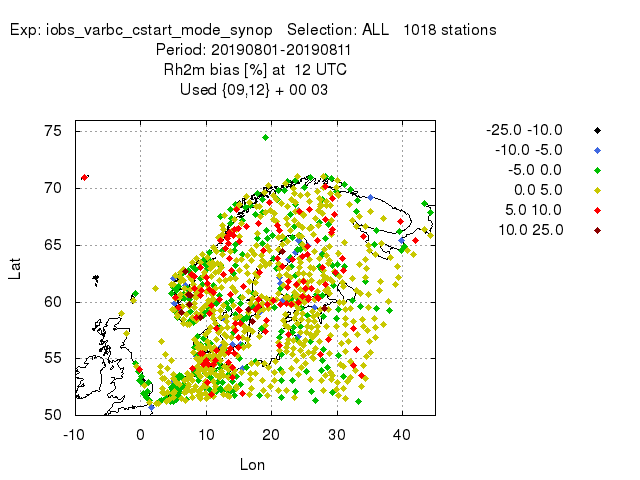 Exp: iobs_varbc_cstart_mode_synop Selection: ALL 1018 stations
Period: 20190801-20190811
Rh2m bias [%] at 12 UTC
Used {09,12} + 00 03
-25.0 -10.0
-10.0 -5.0
-5.0 0.0
0.0 5.0
5.0 10.0
10.0 25.0
75
70
65
60
55
50
Lat
-10 0 10 20 30 40
Lon